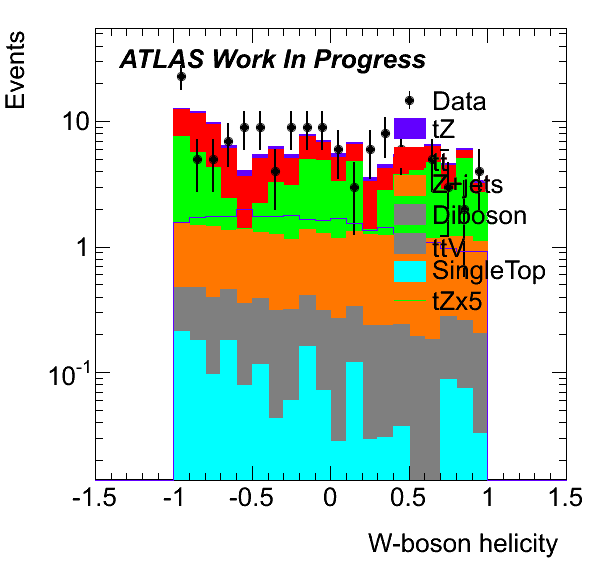 Events
ATLAS Work In Progress
Data
tZ
tt̄
Z+jets
Diboson
tt̄V
SingleTop
tZx5
10
1
10⁻¹
-1.5 -1 -0.5 0 0.5 1 1.5
W-boson helicity